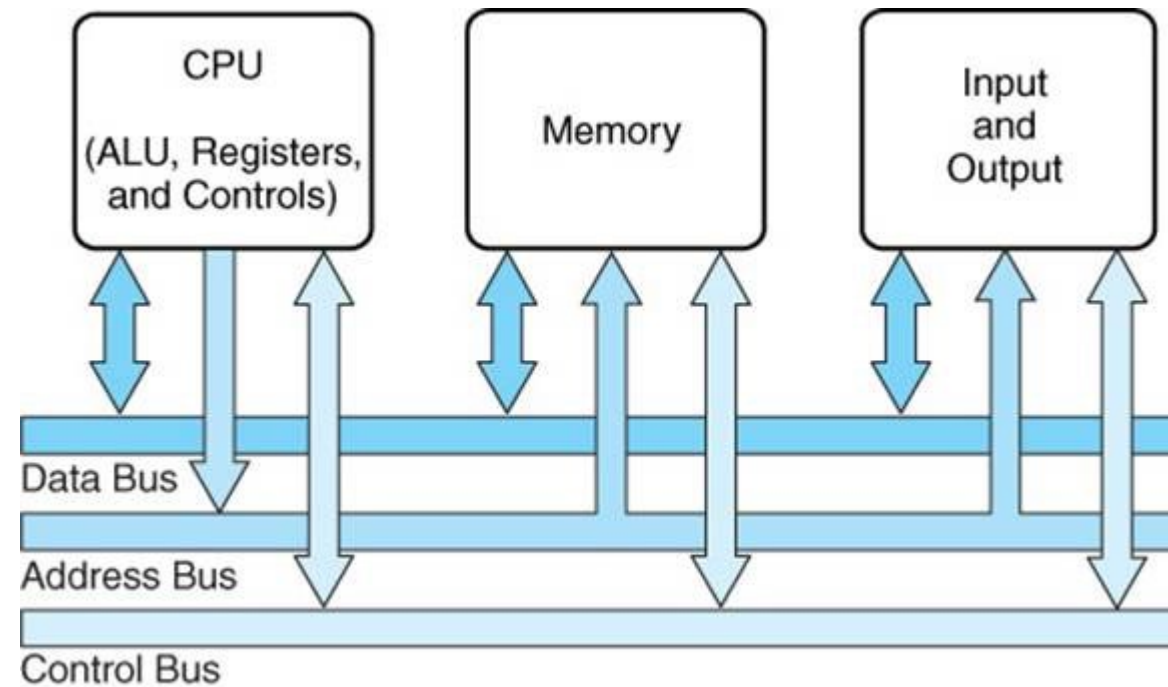 CPU
(ALU, Registers,
and Controls)
Memory
Input
and
Output
Data Bus
Address Bus
Control Bus